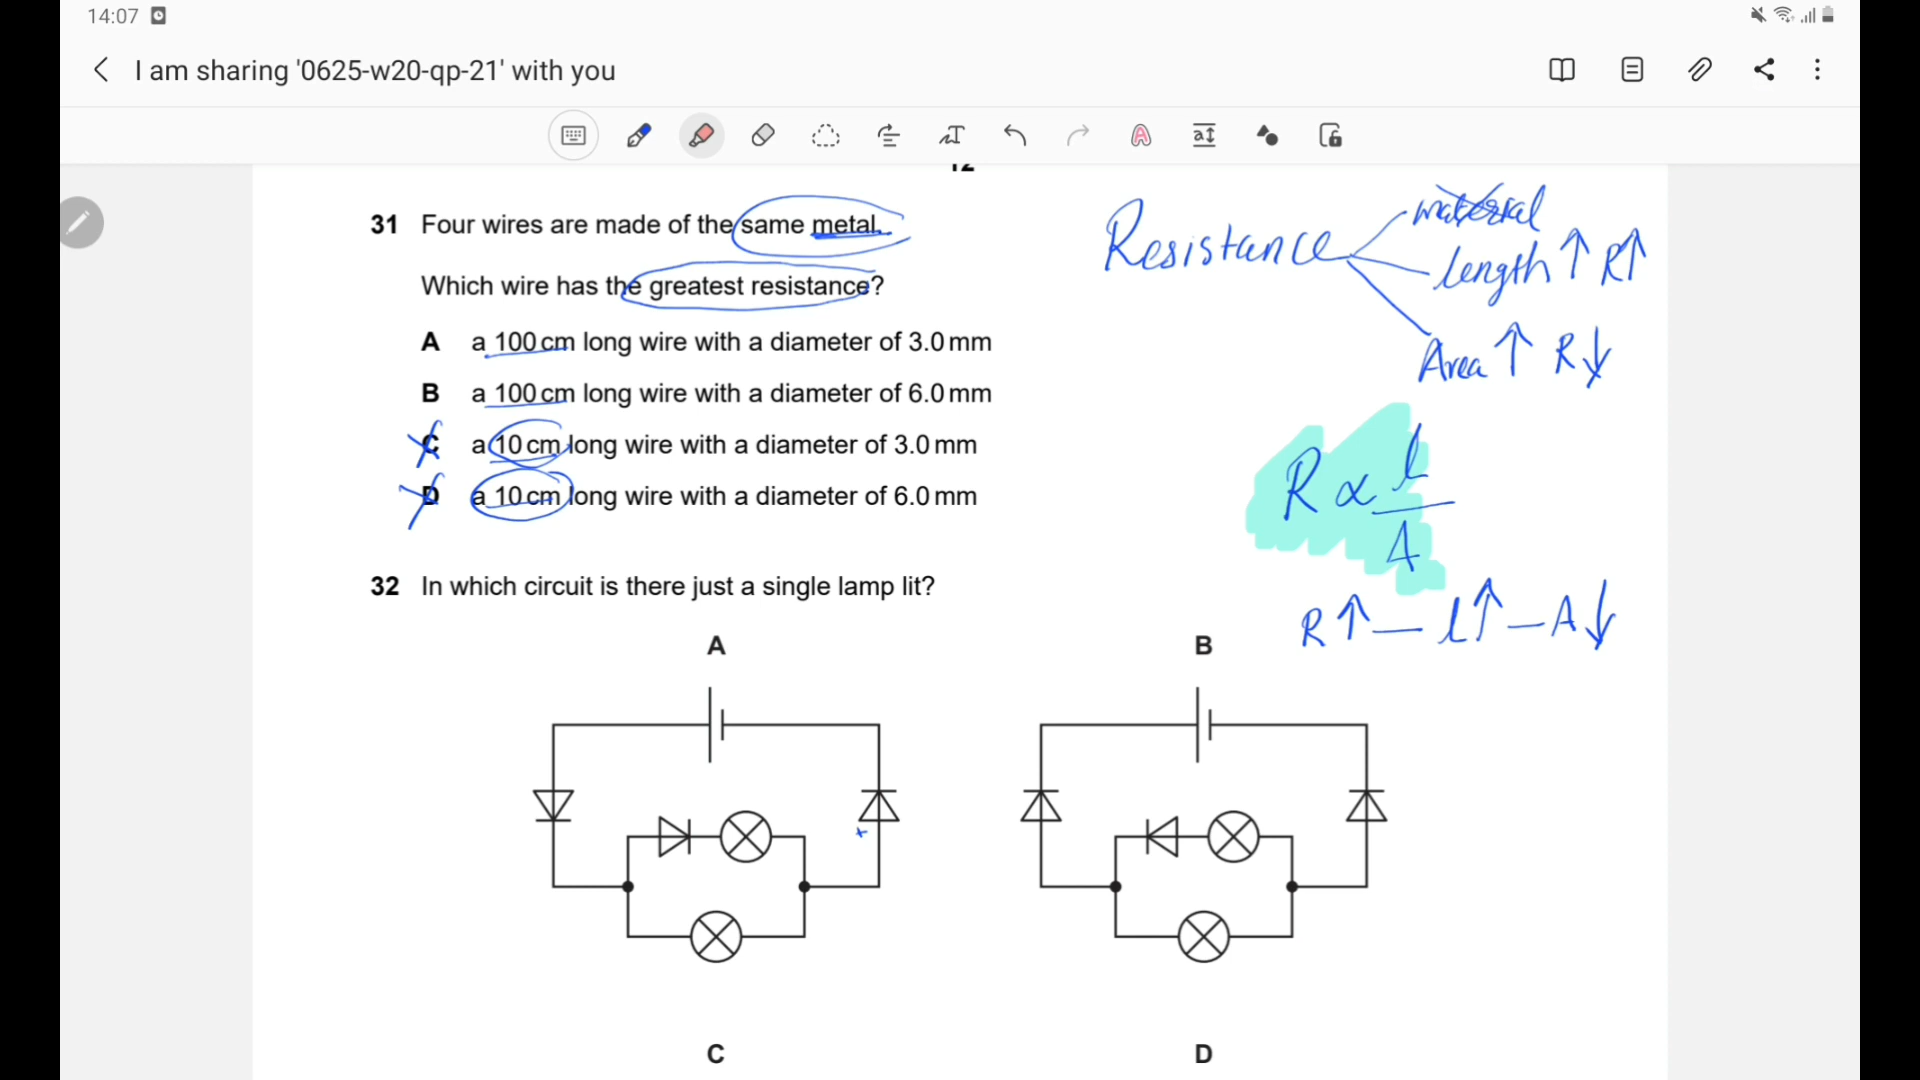 14:07
I am sharing '0625-w20-qp-21' with you
12
31 Four wires are made of the same metal.
Which wire has the greatest resistance?
A a 100 cm long wire with a diameter of 3.0 mm
B a 100 cm long wire with a diameter of 6.0 mm
C a 10 cm long wire with a diameter of 3.0 mm
D a 10 cm long wire with a diameter of 6.0 mm
Resistance
material
length ↑ R↑
Area ↑ R↓
R ∝ l/A
R ↑ — l ↑ — A ↓
32 In which circuit is there just a single lamp lit?
A B
+
C D